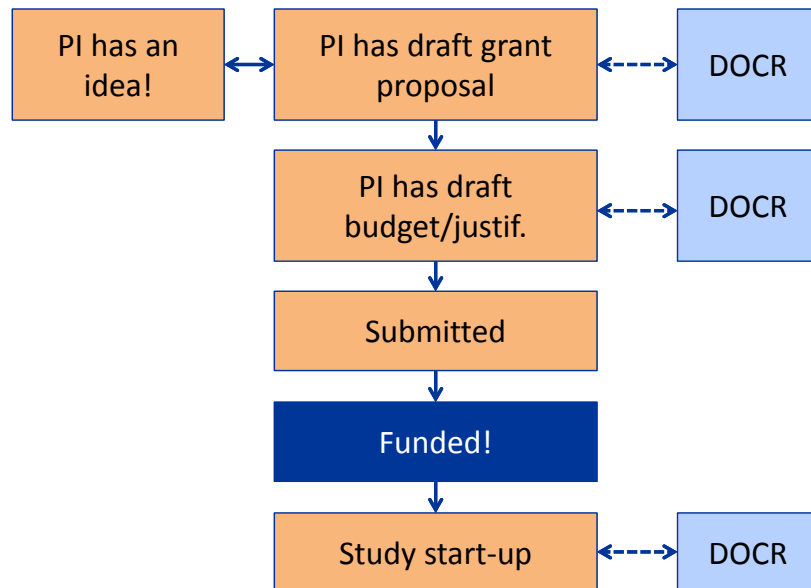 PI has an
idea!
PI has draft grant
proposal
DOCR
PI has draft
budget/justif.
DOCR
Submitted
Funded!
Study start-up
DOCR